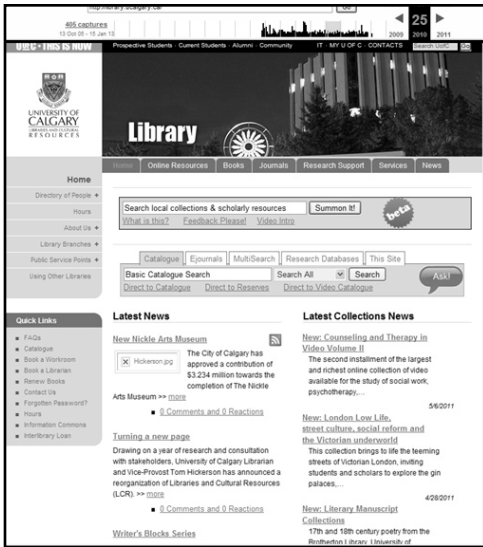 http://library.ucalgary.ca/
Go
405 captures
25
2009 2010 2011
U of C · THIS IS NOW
Prospective Students · Current Students · Alumni · Community
IT · MY U OF C · CONTACTS
Search UofC
Go
UNIVERSITY OF
CALGARY
LIBRARIES AND CULTURAL
RESOURCES
Library
Home
Online Resources
Books
Journals
Research Support
Services
News
Home
Directory of People +
Hours
About Us +
Library Branches +
Public Service Points +
Using Other Libraries
Search local collections & scholarly resources
Summon It!
beta
What is this? Feedback Please! Video Intro
Catalogue
Ejournals
MultiSearch
Research Databases
This Site
Basic Catalogue Search
Search All
Search
Ask!
Direct to Catalogue Direct to Reserves Direct to Video Catalogue
Quick Links
FAQs
Catalogue
Book a Workroom
Book a Librarian
Renew Books
Contact Us
Forgotten Password?
Hours
Information Commons
Interlibrary Loan
Latest News
New Nickle Arts Museum
Hickerson.jpg
The City of Calgary has
approved a contribution of
$3.234 million towards the
completion of The Nickle
Arts Museum >> more
0 Comments and 0 Reactions
Turning a new page
Drawing on a year of research and consultation
with stakeholders, University of Calgary Librarian
and Vice-Provost Tom Hickerson has announced a
reorganization of Libraries and Cultural Resources
(LCR). >> more
0 Comments and 0 Reactions
Writer's Blocks Series
Latest Collections News
New: Counseling and Therapy in
Video Volume II
The second installment of the largest
and richest online collection of video
available for the study of social work,
psychotherapy,...
5/6/2011
New: London Low Life,
street culture, social reform and
the Victorian underworld
This collection brings to life the teeming
streets of Victorian London, inviting
students and scholars to explore the gin
palaces,...
4/28/2011
New: Literary Manuscript
Collections
17th and 18th century poetry from the
Brotherton Library, University of